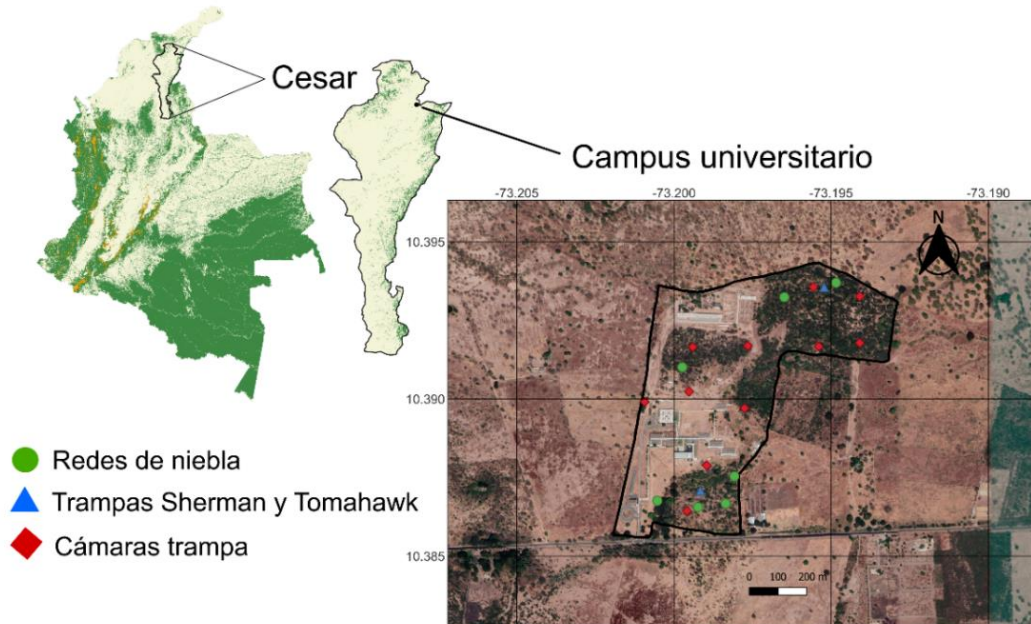 Cesar
Campus universitario
-73.205
-73.200
-73.195
-73.190
10.395
N
10.390
Redes de niebla
Trampas Sherman y Tomahawk
Cámaras trampa
10.385
0 100 200 m